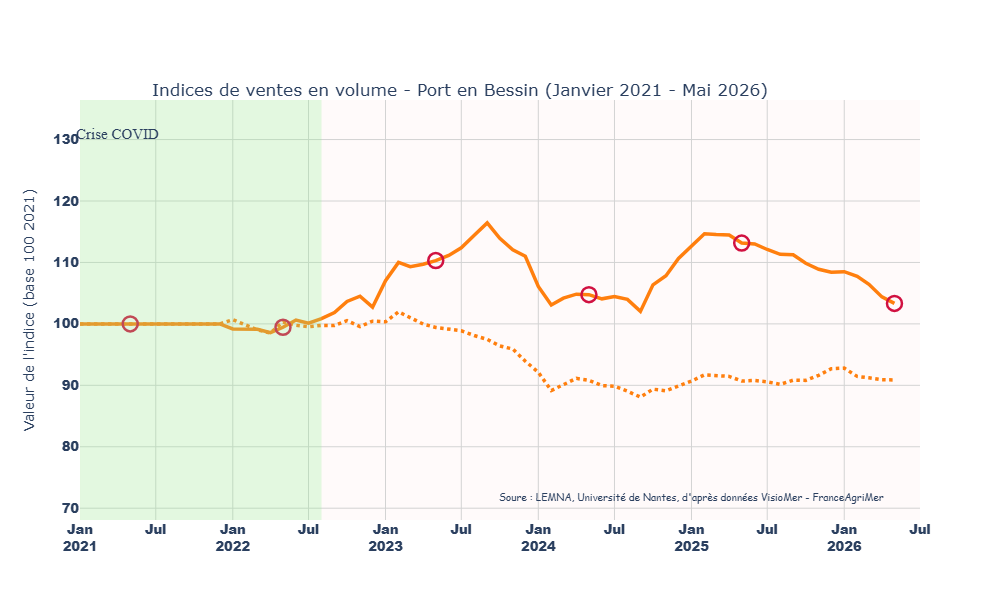 Indices de ventes en volume - Port en Bessin (Janvier 2021 - Mai 2026)
Crise COVID
Valeur de l'indice (base 100 2021)
130
120
110
100
90
80
70
Soure : LEMNA, Université de Nantes, d'après données VisioMer - FranceAgriMer
Jan Jul Jan Jul Jan Jul Jan Jul Jan Jul Jan Jul
2021 2022 2023 2024 2025 2026